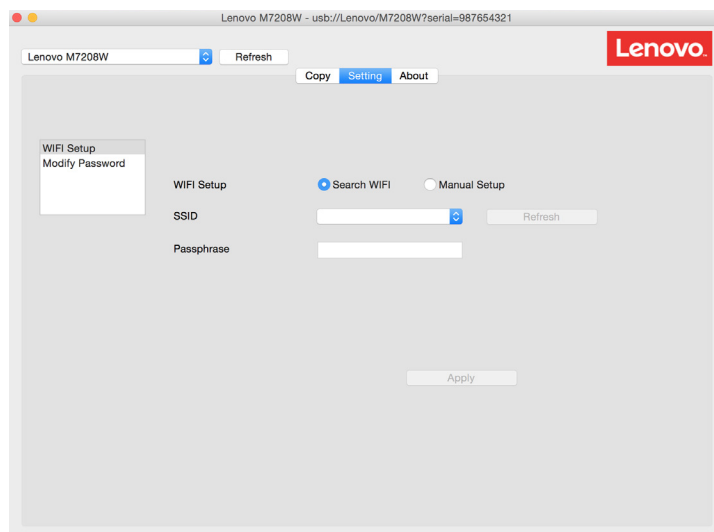 Lenovo M7208W - usb://Lenovo/M7208W?serial=987654321
Lenovo M7208W Refresh
Lenovo
Copy Setting About
WIFI Setup
Modify Password
WIFI Setup Search WIFI Manual Setup
SSID Refresh
Passphrase
Apply